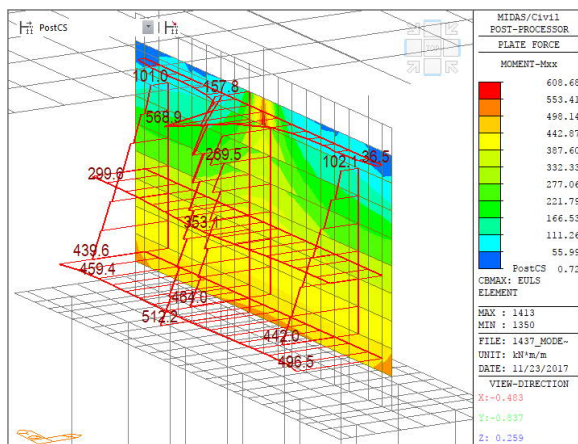 PostCS
101.0
157.8
568.9
269.5
102.1
36.5
299.6
353.1
439.6
459.4
484.0
512.2
442.0
496.5
MIDAS/Civil
POST-PROCESSOR
PLATE FORCE
MOMENT-Mxx
608.68
553.41
498.14
442.87
387.60
277.06
221.79
166.53
111.26
55.99
0.72
PostCS
CBMAX: EULS
ELEMENT
MAX : 1413
MIN : 1350
FILE: 1437_MODE~
UNIT: kN*m/m
DATE: 11/23/2017
VIEW-DIRECTION
X:-0.483
Y:-0.837
Z: 0.259